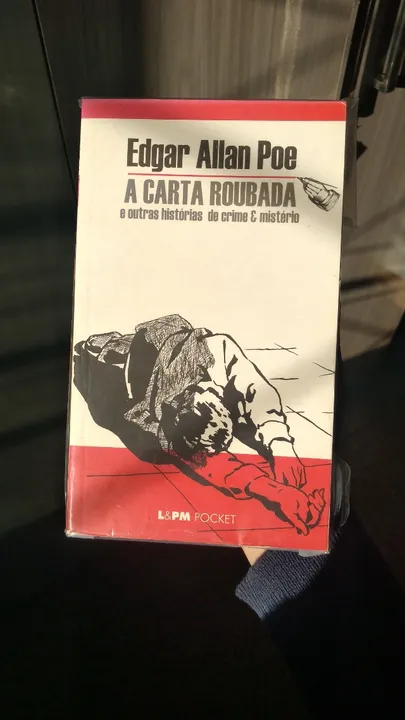 Edgar Allan Poe
A CARTA ROUBADA
e outras histórias de crime & mistério
L&PM POCKET